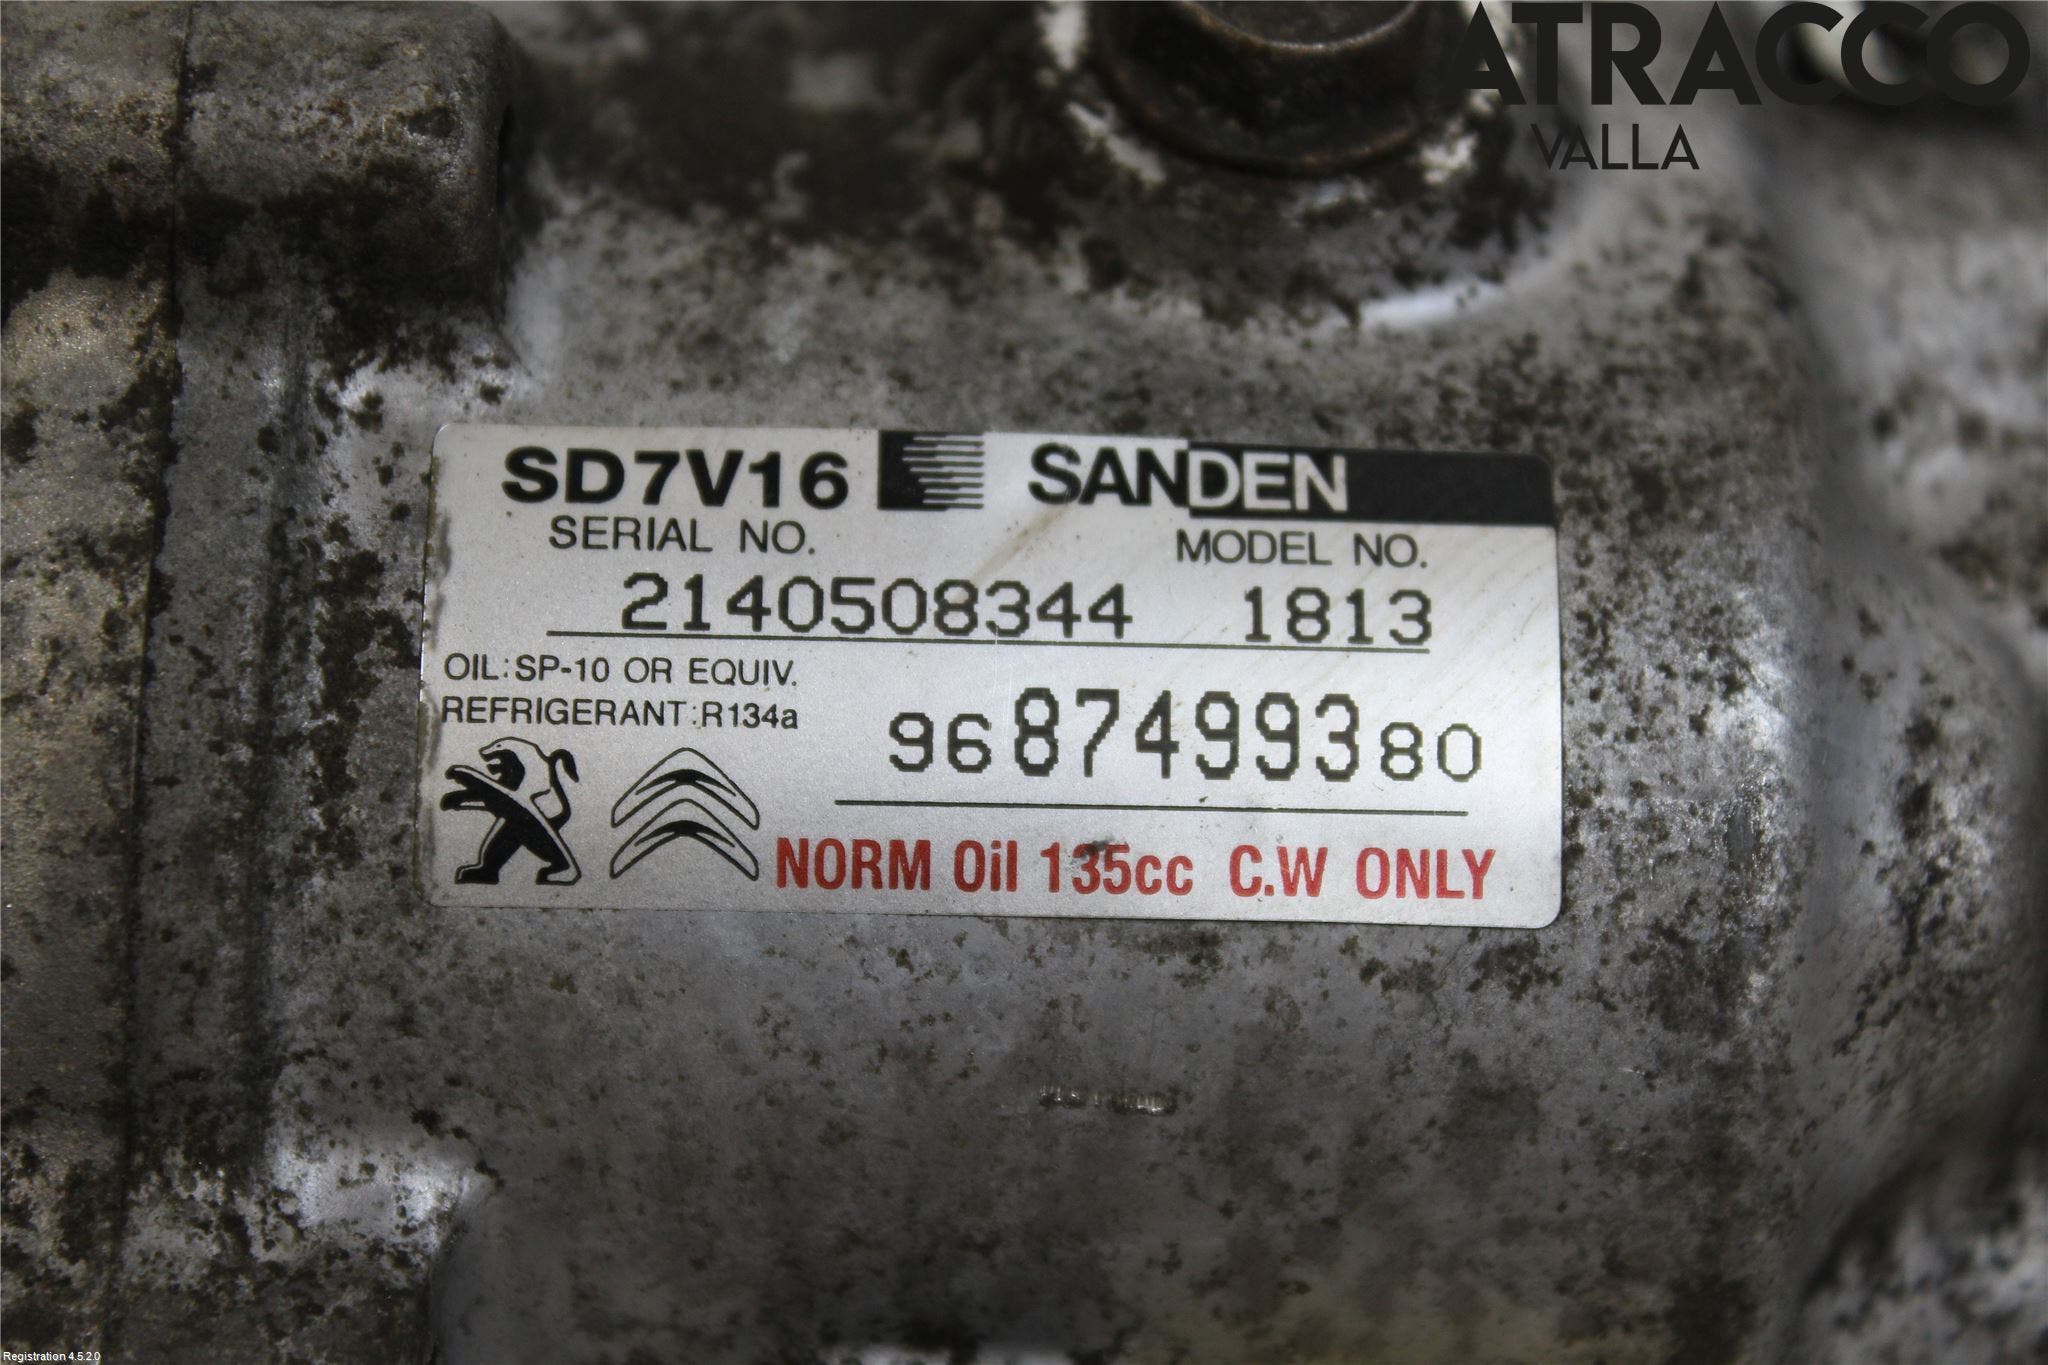 ATRACCO
VALLA
SD7V16 SANDEN
SERIAL NO. MODEL NO.
2140508344 1813
OIL:SP-10 OR EQUIV.
REFRIGERANT:R134a
9687499380
NORM Oil 135cc C.W ONLY
Registration 4.5.2.0